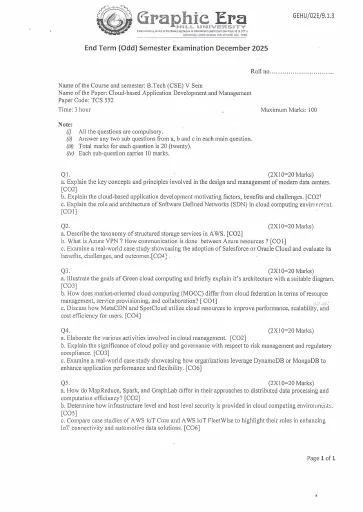 GEHU/02E/9.1.3
Graphic Era
HILL UNIVERSITY
End Term (Odd) Semester Examination December 2025
Roll no..............................
Name of the Course and semester: B.Tech (CSE) V Sem
Name of the Paper: Cloud-based Application Development and Management
Paper Code: TCS 552
Time: 3 hour
Maximum Marks: 100
Note:
(i) All the questions are compulsory.
(ii) Answer any two sub questions from a, b and c in each main question.
(iii) Total marks for each question is 20 (twenty).
(iv) Each sub-question carries 10 marks.
Q1. (2X10=20 Marks)
a. Explain the key concepts and principles involved in the design and management of modern data centers.
[CO2]
b. Explain the cloud-based application development motivating factors, benefits and challenges. [CO2]
c. Explain the role and architecture of Software Defined Networks (SDN) in cloud computing environment.
[CO1]
Q2. (2X10=20 Marks)
a. Describe the taxonomy of structured storage services in AWS. [CO2]
b. What is Azure VPN ? How communication is done between Azure resources ? [CO1]
c. Examine a real-world case study showcasing the adoption of Salesforce or Oracle Cloud and evaluate its
benefits, challenges, and outcomes.[CO4]
Q3. (2X10=20 Marks)
a. Illustrate the goals of Green cloud computing and briefly explain it's architecture with a suitable diagram.
[CO3]
b. How does market-oriented cloud computing (MOCC) differ from cloud federation in terms of resource
management, service provisioning, and collaboration? [ CO1]
c. Discuss how MetaCDN and SpotCloud utilize cloud resources to improve performance, scalability, and
cost efficiency for users. [CO4]
Q4. (2X10=20 Marks)
a. Elaborate the various activities involved in cloud management. [CO2]
b. Explain the significance of cloud policy and governance with respect to risk management and regulatory
compliance. [CO3]
c. Examine a real-world case study showing how organizations leverage DynamoDB or MongoDB to
enhance application performance and flexibility. [CO6]
Q5. (2X10=20 Marks)
a. How do MapReduce, Spark, and GraphLab differ in their approaches to distributed data processing and
computation efficiency? [CO2]
b. Determine how infrastructure level and host level security is provided in cloud computing environments.
[CO5]
c. Compare case studies of AWS IoT Core and AWS IoT FleetWise to highlight their roles in enhancing
IoT connectivity and automotive data solutions. [CO6]
Page 1 of 1